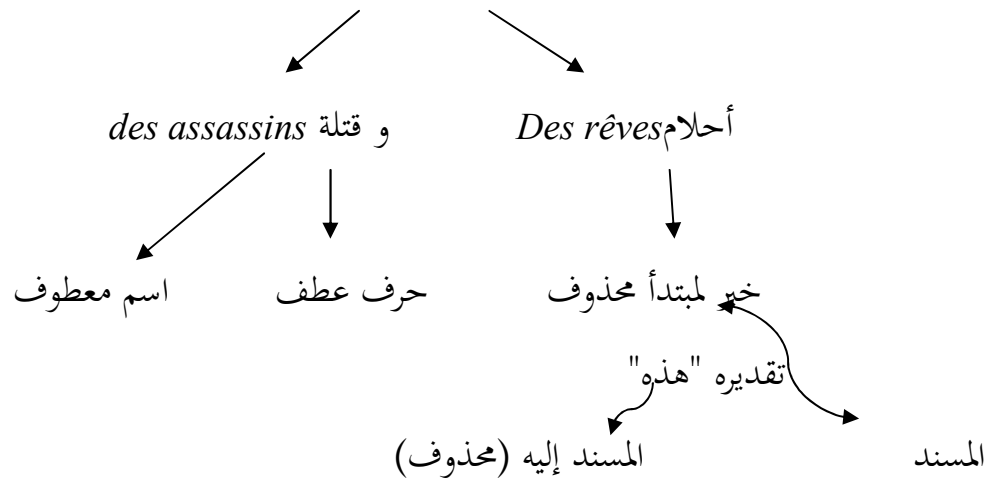 أحلام Des rêves و قتلة des assassins
خبر لمبتدأ محذوف حرف عطف اسم معطوف
تقديره "هذه"
المسند المسند إليه (محذوف)